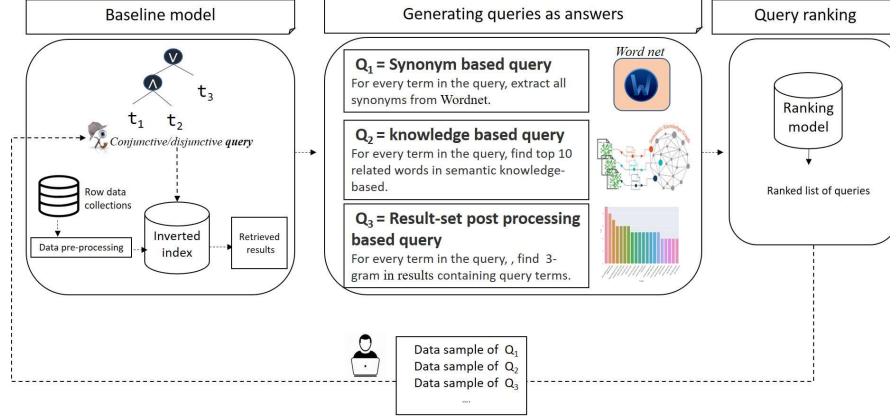 Baseline model
Generating queries as answers
Query ranking
V
Λ
t3
t1
t2
Conjunctive/disjunctive query
Row data
collections
Data pre-processing
Inverted
index
Retrieved
results
Q1 = Synonym based query
For every term in the query, extract all
synonyms from Wordnet.
Word net
W
Q2 = knowledge based query
For every term in the query, find top 10
related words in semantic knowledge-
based.
Q3 = Result-set post processing
based query
For every term in the query, , find 3-
gram in results containing query terms.
Ranking
model
Ranked list of queries
Data sample of Q1
Data sample of Q2
Data sample of Q3
....